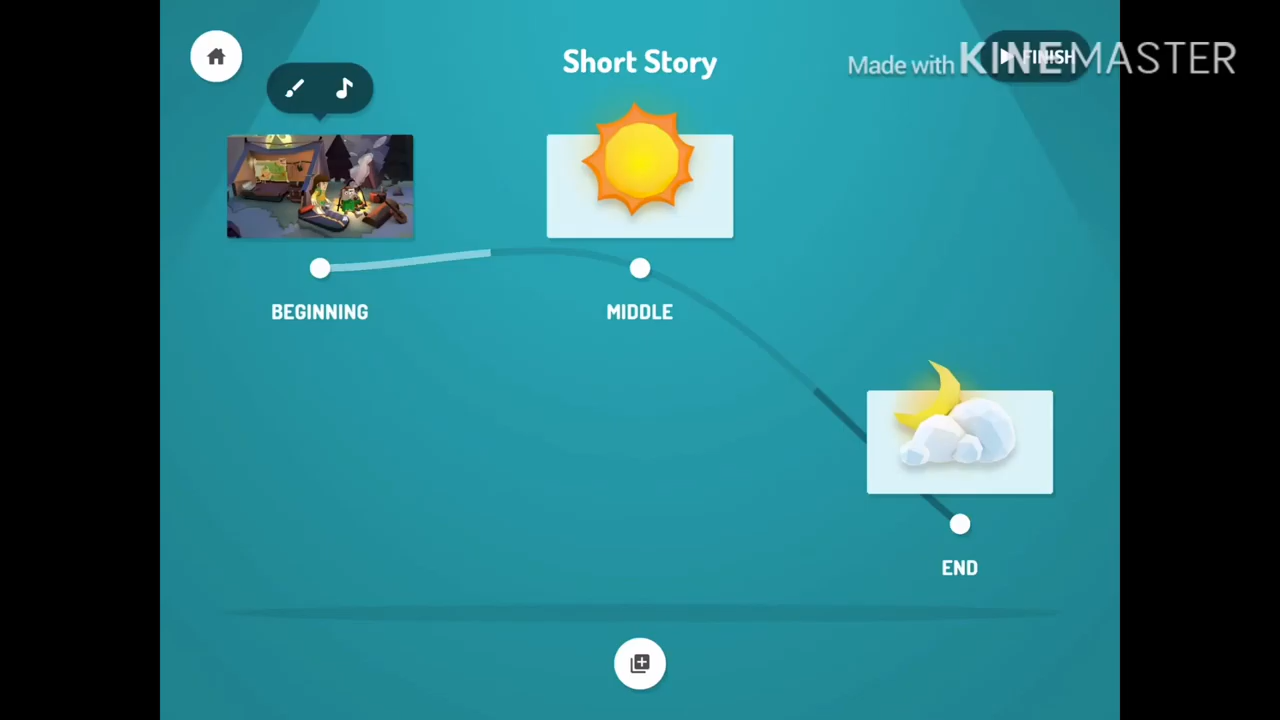 Short Story
Made with KINEMASTER
FINISH
BEGINNING
MIDDLE
END